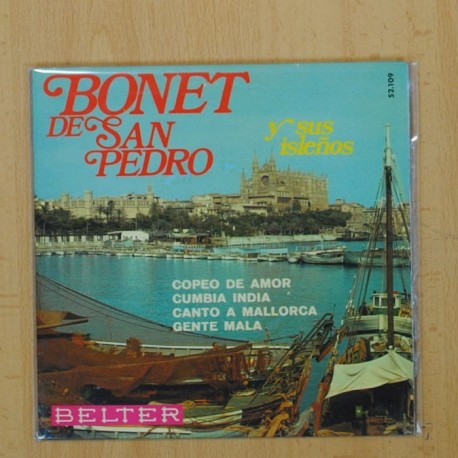 BONET
DE SAN
PEDRO
y sus
isleños
52.109
COPEO DE AMOR
CUMBIA INDIA
CANTO A MALLORCA
GENTE MALA
BELTER